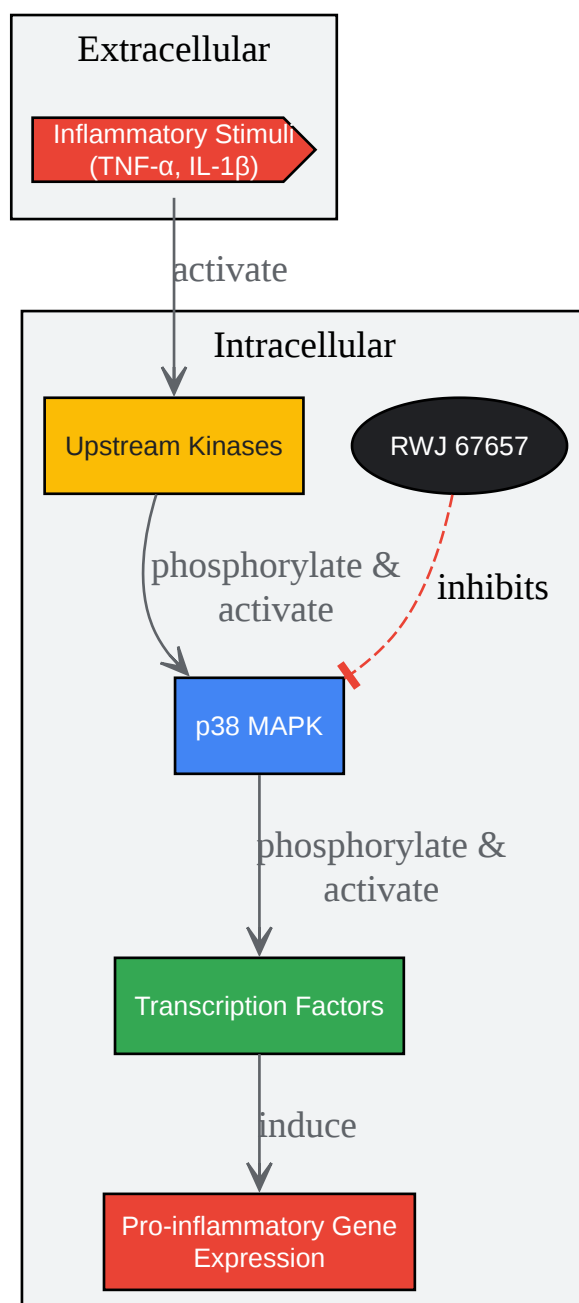 Extracellular
Inflammatory Stimuli
(TNF-α, IL-1β)
activate
Intracellular
Upstream Kinases
RWJ 67657
phosphorylate &
activate
inhibits
p38 MAPK
phosphorylate &
activate
Transcription Factors
induce
Pro-inflammatory Gene
Expression